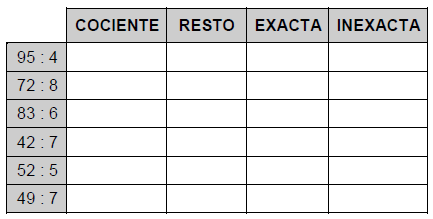 COCIENTE RESTO EXACTA INEXACTA
95 : 4
72 : 8
83 : 6
42 : 7
52 : 5
49 : 7